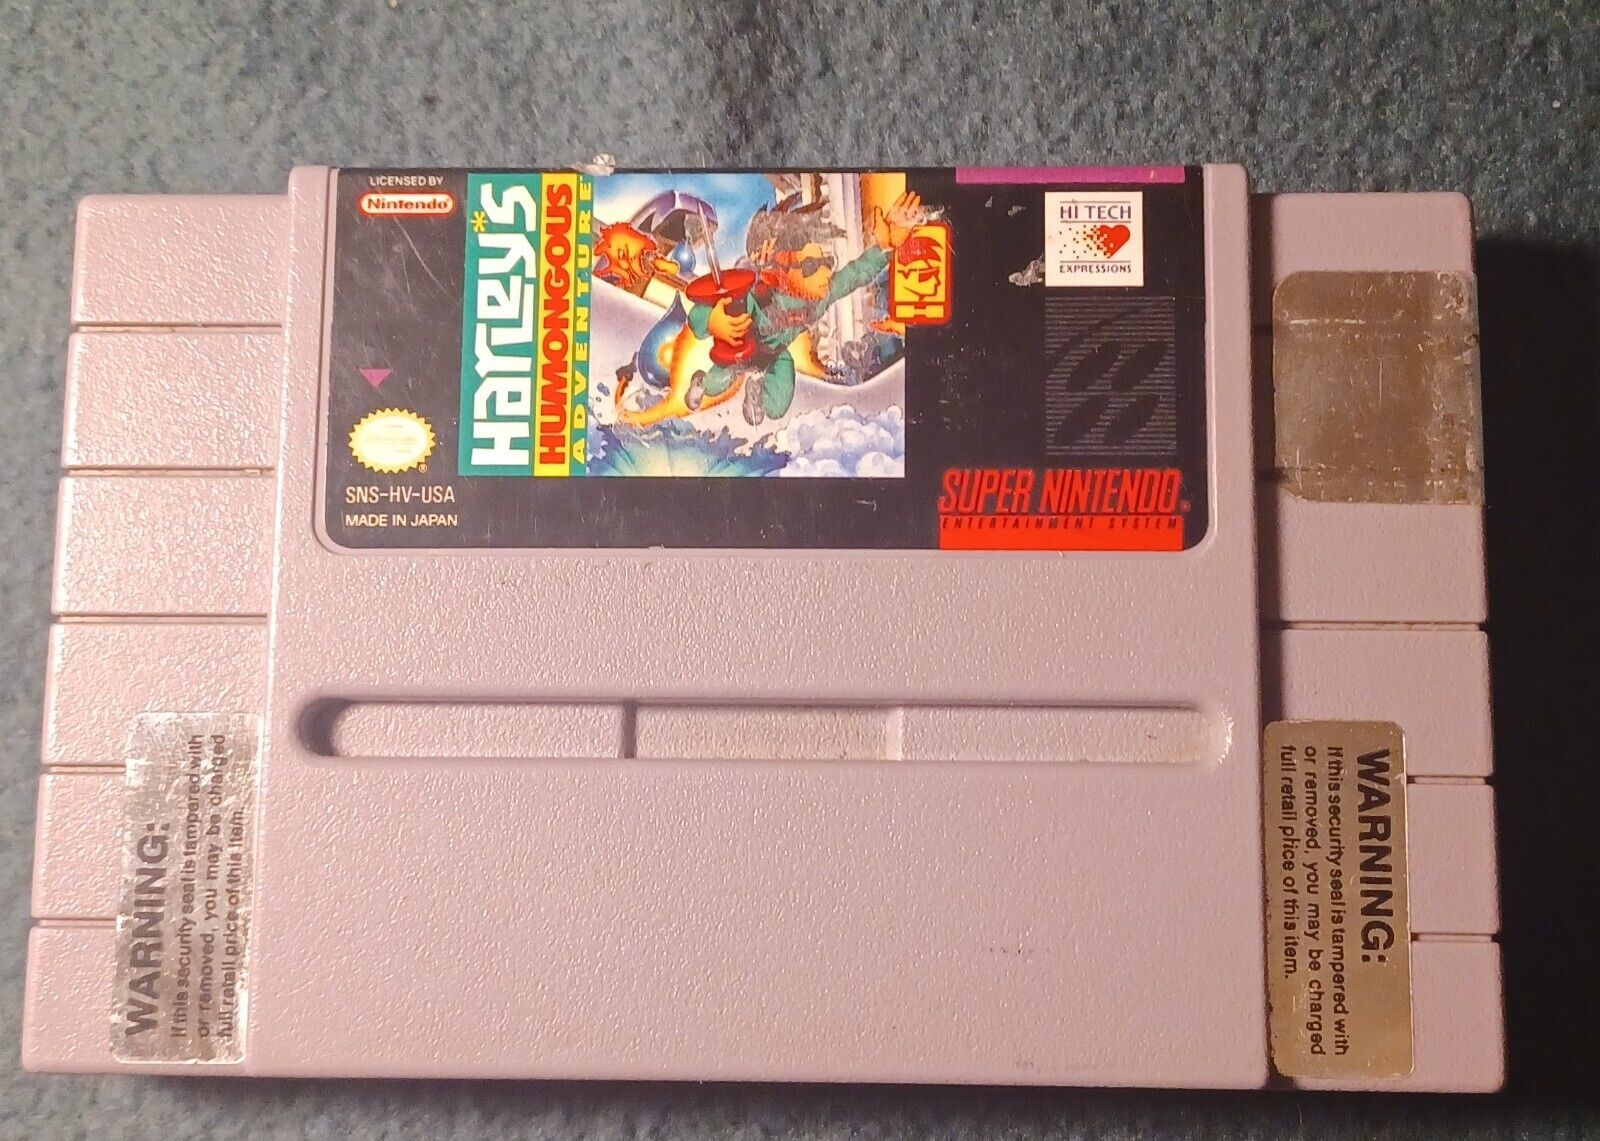 LICENSED BY
Nintendo®
Harley's
HUMONGOUS
ADVENTURE™
HI TECH
EXPRESSIONS
SNS-HV-USA
MADE IN JAPAN
SUPER NINTENDO®
ENTERTAINMENT SYSTEM
WARNING:
If this security seal is tampered with
or removed, you may be charged
full retail price of this item.
WARNING:
If this security seal is tampered with
or removed, you may be charged
full retail price of this item.